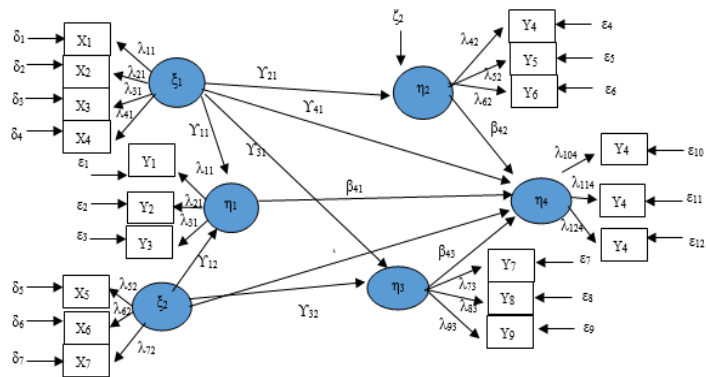 δ1 X1 λ11
δ2 X2 λ21
δ3 X3 λ31
δ4 X4 λ41
ξ1
ϒ21
ϒ41
ϒ11
ϒ31
ζ2
η2
λ42 Y4 ε4
λ52 Y5 ε5
λ62 Y6 ε6
β42
ε1 Y1 λ11
ε2 Y2 λ21
ε3 Y3 λ31
η1
β41
η4
λ104 Y4 ε10
λ114 Y4 ε11
λ124 Y4 ε12
ϒ12
β43
δ5 X5 λ52
δ6 X6 λ62
δ7 X7 λ72
ξ2
ϒ32
η3
λ73 Y7 ε7
λ83 Y8 ε8
λ93 Y9 ε9